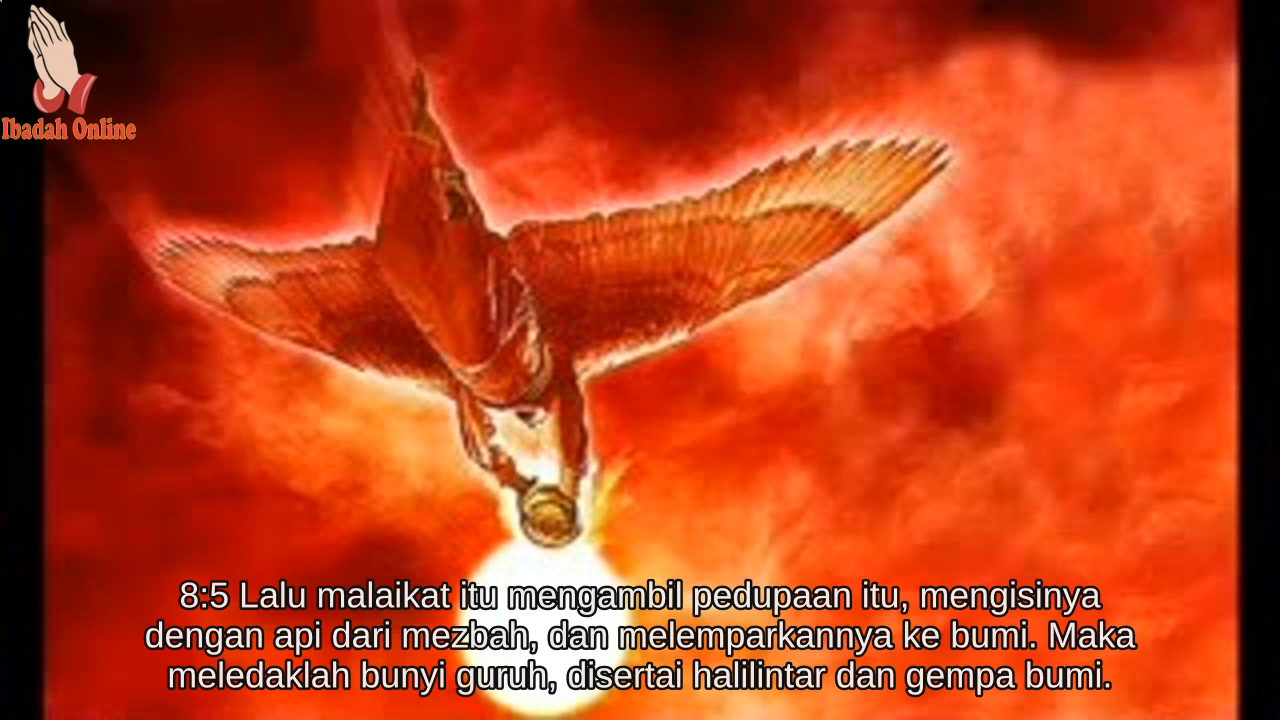 Ibadah Online
8:5 Lalu malaikat itu mengambil pedupaan itu, mengisinya
dengan api dari mezbah, dan melemparkannya ke bumi. Maka
meledaklah bunyi guruh, disertai halilintar dan gempa bumi.